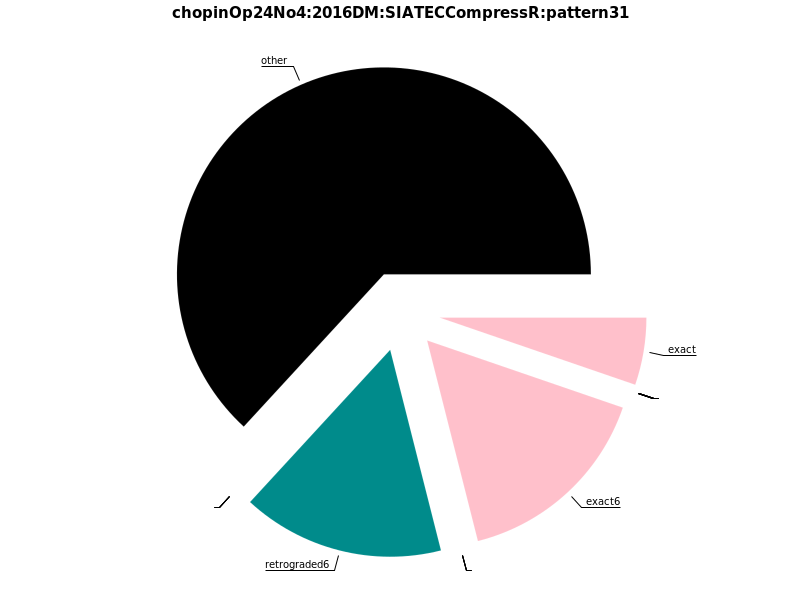 chopinOp24No4:2016DM:SIATECCompressR:pattern31
other
exact
exact6
retrograded6